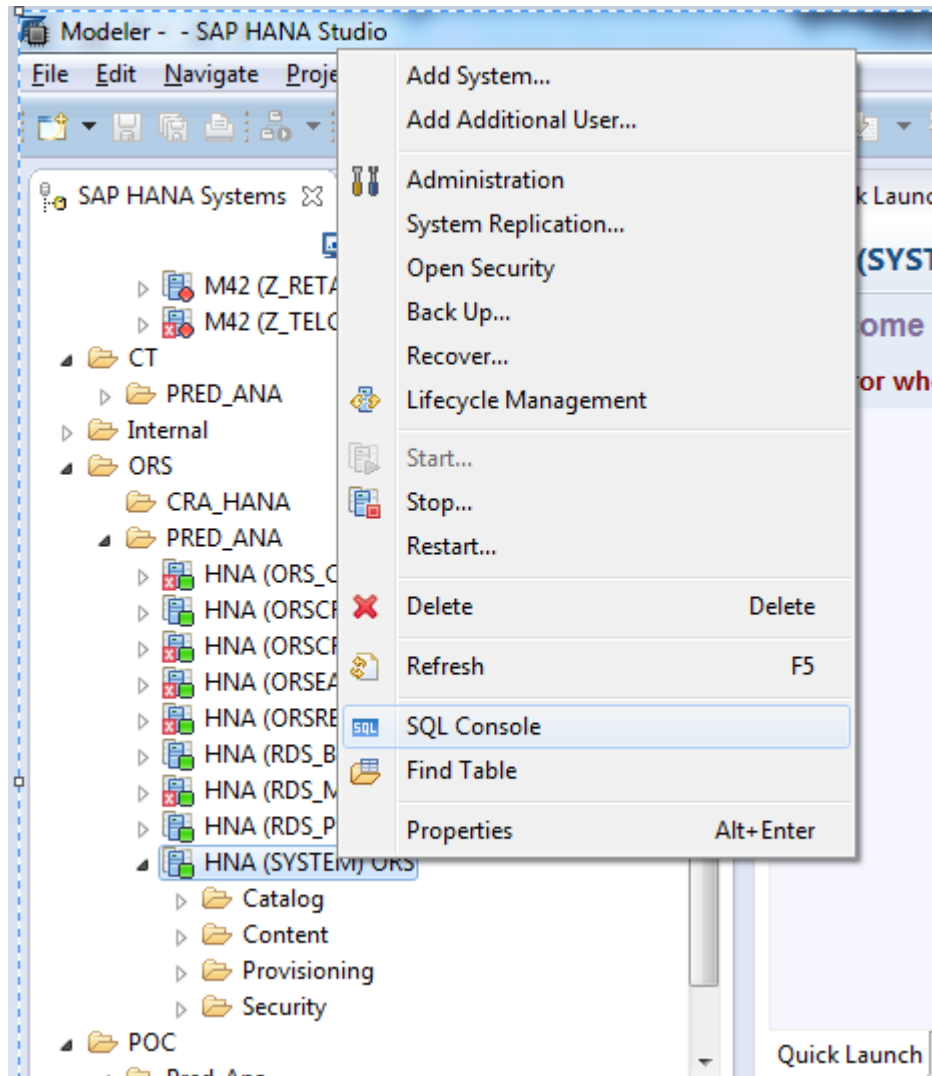 Modeler - - SAP HANA Studio
File Edit Navigate Proje
SAP HANA Systems
M42 (Z_RETA
M42 (Z_TELC
CT
PRED_ANA
Internal
ORS
CRA_HANA
PRED_ANA
HNA (ORS_C
HNA (ORSCF
HNA (ORSCF
HNA (ORSEA
HNA (ORSRE
HNA (RDS_B
HNA (RDS_M
HNA (RDS_P
HNA (SYSTEM) ORS
Catalog
Content
Provisioning
Security
POC
Pred_Ana
Add System...
Add Additional User...
Administration
System Replication...
Open Security
Back Up...
Recover...
Lifecycle Management
Start...
Stop...
Restart...
Delete Delete
Refresh F5
SQL SQL Console
Find Table
Properties Alt+Enter
k Launc
(SYST
ome
or whe
Quick Launch